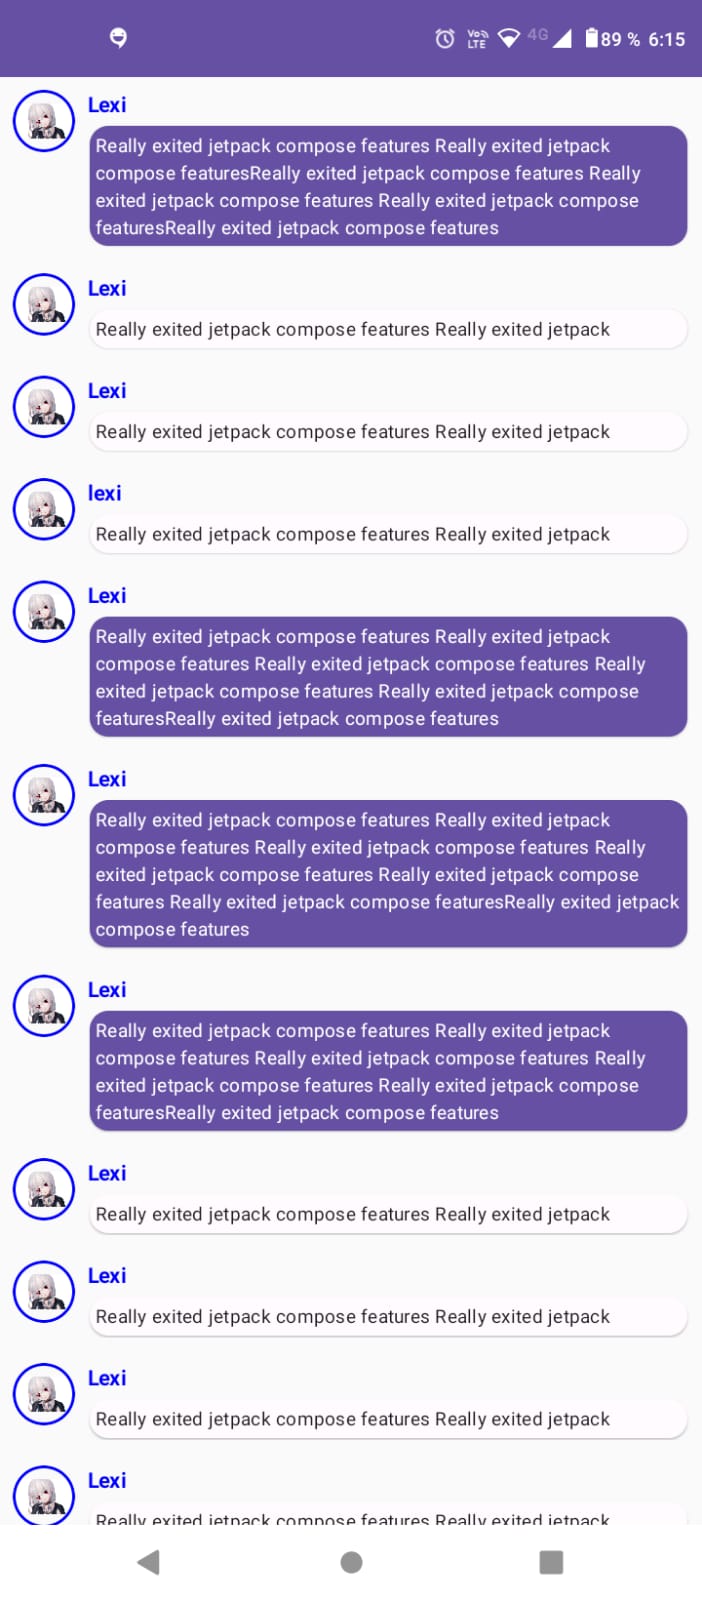 VoLTE 4G 89 % 6:15
Lexi
Really exited jetpack compose features Really exited jetpack
compose featuresReally exited jetpack compose features Really
exited jetpack compose features Really exited jetpack compose
featuresReally exited jetpack compose features
Lexi
Really exited jetpack compose features Really exited jetpack
Lexi
Really exited jetpack compose features Really exited jetpack
lexi
Really exited jetpack compose features Really exited jetpack
Lexi
Really exited jetpack compose features Really exited jetpack
compose features Really exited jetpack compose features Really
exited jetpack compose features Really exited jetpack compose
featuresReally exited jetpack compose features
Lexi
Really exited jetpack compose features Really exited jetpack
compose features Really exited jetpack compose features Really
exited jetpack compose features Really exited jetpack compose
features Really exited jetpack compose featuresReally exited jetpack
compose features
Lexi
Really exited jetpack compose features Really exited jetpack
compose features Really exited jetpack compose features Really
exited jetpack compose features Really exited jetpack compose
featuresReally exited jetpack compose features
Lexi
Really exited jetpack compose features Really exited jetpack
Lexi
Really exited jetpack compose features Really exited jetpack
Lexi
Really exited jetpack compose features Really exited jetpack
Lexi
Really exited jetpack compose features Really exited jetpack